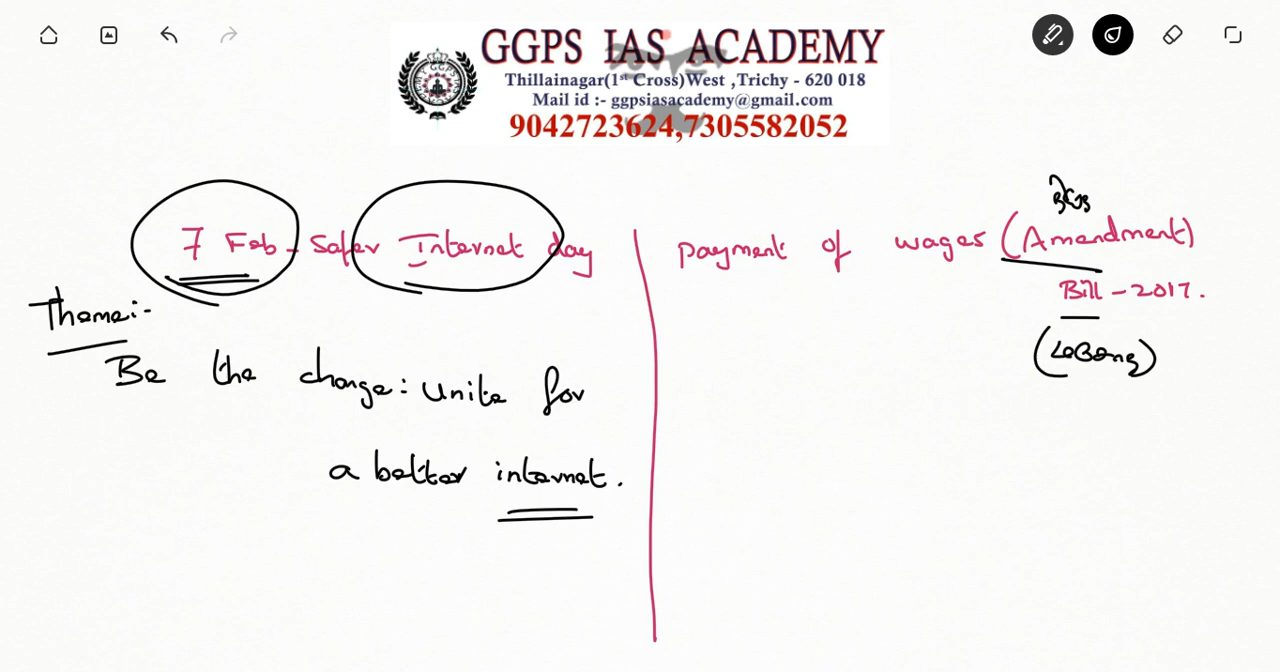 GGPS IAS ACADEMY
Thillainagar(1st Cross)West ,Trichy - 620 018
Mail id :- ggpsiasacademy@gmail.com
9042723624,7305582052
7 Feb - Safer Internet day
Theme:-
Be the change: unite for
a better internet.
payment of wages (Amendment)
Bill - 2017.